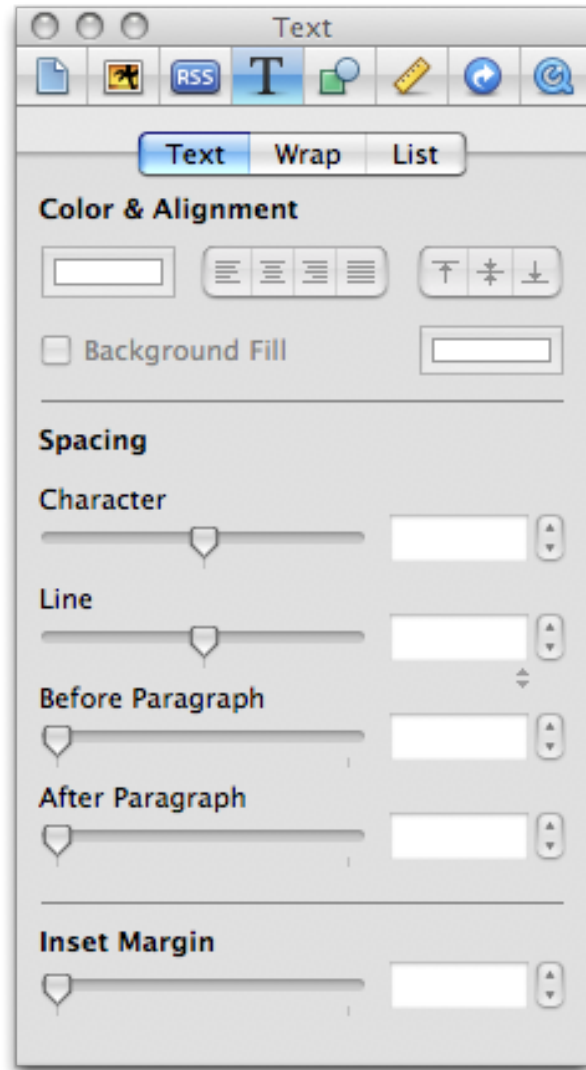 Text
RSS T
Text Wrap List
Color & Alignment
Background Fill
Spacing
Character
Line
Before Paragraph
After Paragraph
Inset Margin